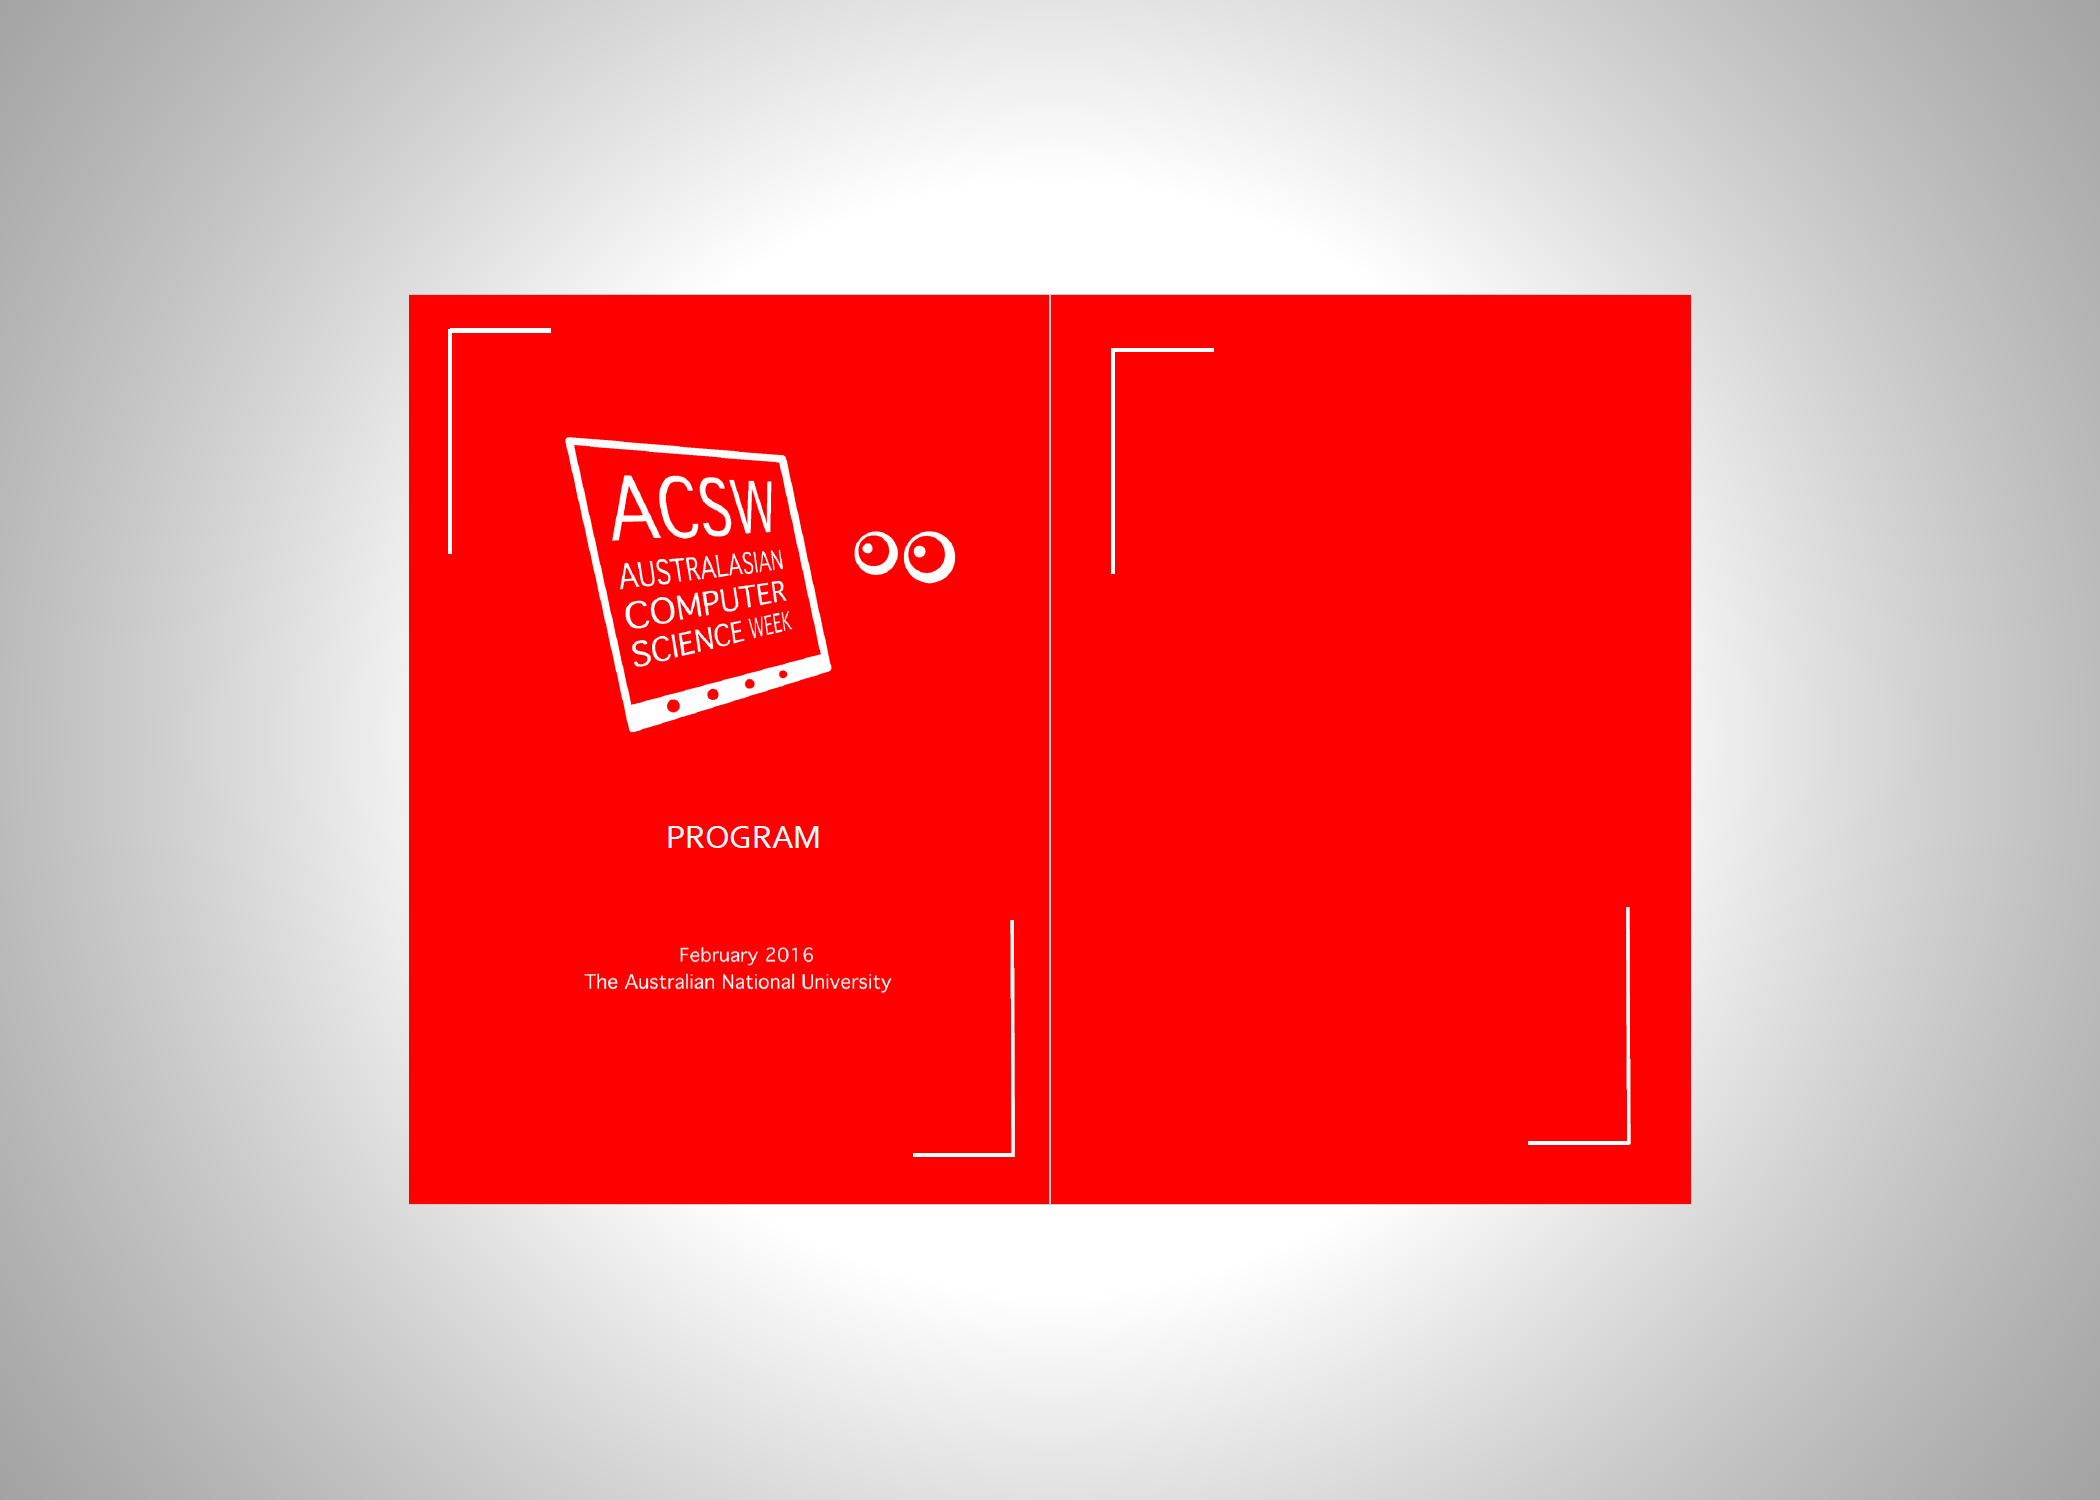 ACSW
AUSTRALASIAN
COMPUTER
SCIENCE WEEK
PROGRAM
February 2016
The Australian National University